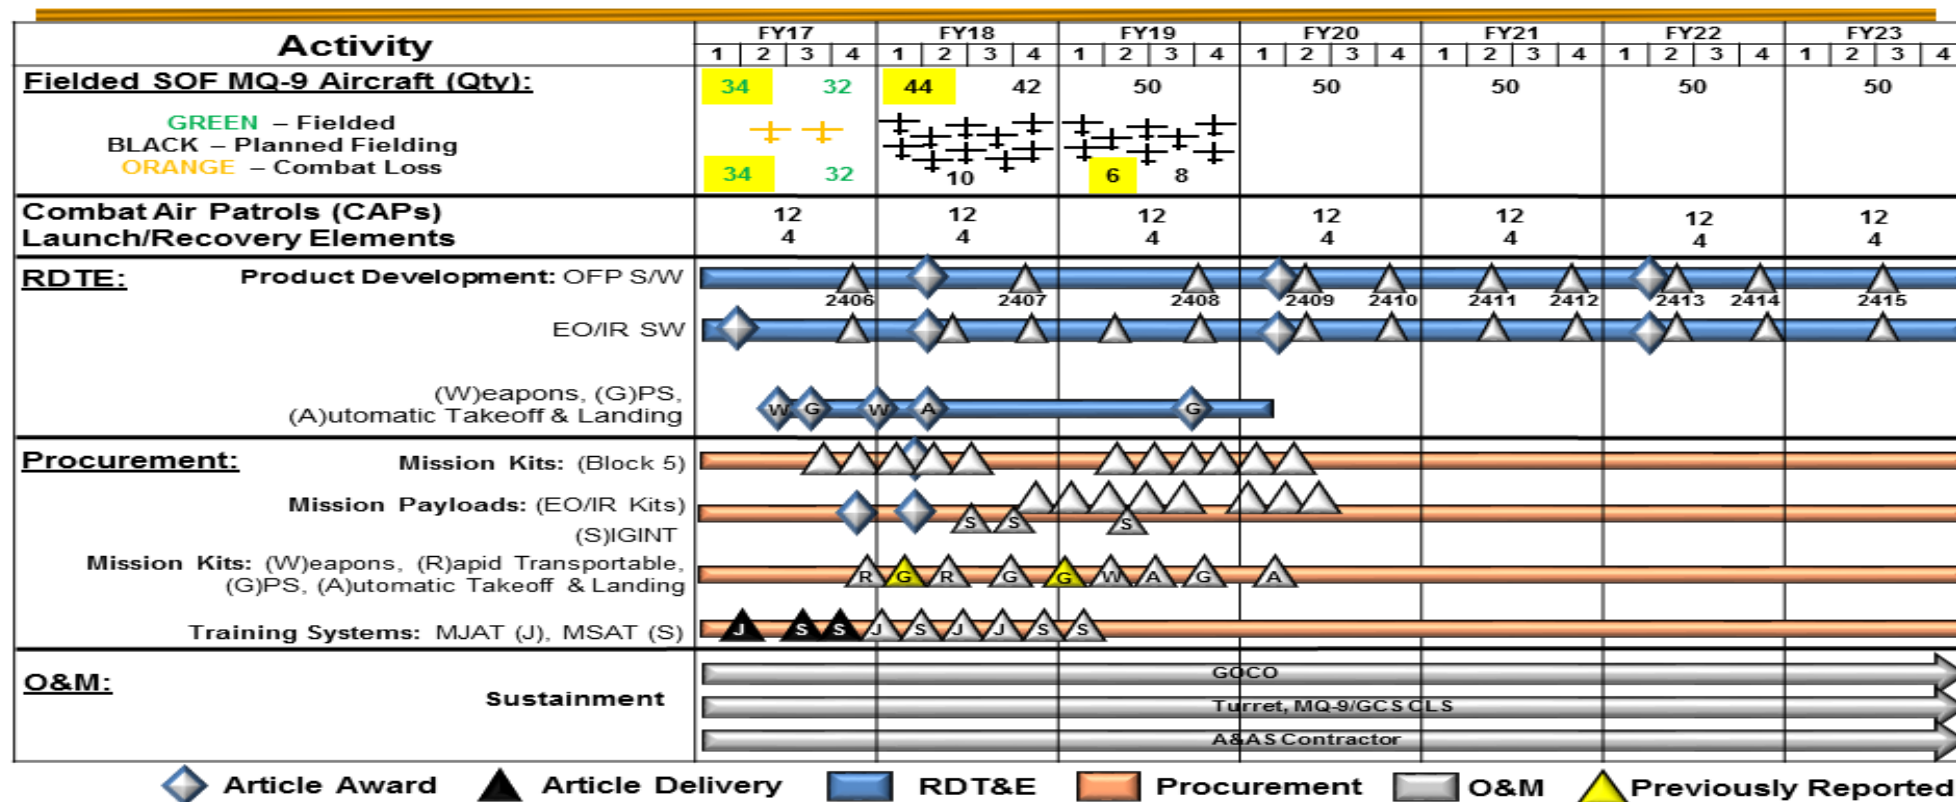 Activity FY17 FY18 FY19 FY20 FY21 FY22 FY23
1 2 3 4 1 2 3 4 1 2 3 4 1 2 3 4 1 2 3 4 1 2 3 4 1 2 3 4
Fielded SOF MQ-9 Aircraft (Qty): 34 32 44 42 50 50 50 50 50
GREEN – Fielded
BLACK – Planned Fielding
ORANGE – Combat Loss
34 32 10 6 8
Combat Air Patrols (CAPs) 12 12 12 12 12 12 12
Launch/Recovery Elements 4 4 4 4 4 4 4
RDTE: Product Development: OFP S/W
2406 2407 2408 2409 2410 2411 2412 2413 2414 2415
EO/IR SW
(W)eapons, (G)PS,
(A)utomatic Takeoff & Landing
W G W A G
Procurement: Mission Kits: (Block 5)
Mission Payloads: (EO/IR Kits)
(S)IGINT
S S S
Mission Kits: (W)eapons, (R)apid Transportable,
(G)PS, (A)utomatic Takeoff & Landing
R G R G G W A G A
Training Systems: MJAT (J), MSAT (S) J S S J S J J S S
O&M:
Sustainment
GOCO
Turret, MQ-9/GCS CLS
A&AS Contractor
Article Award Article Delivery RDT&E Procurement O&M Previously Reported